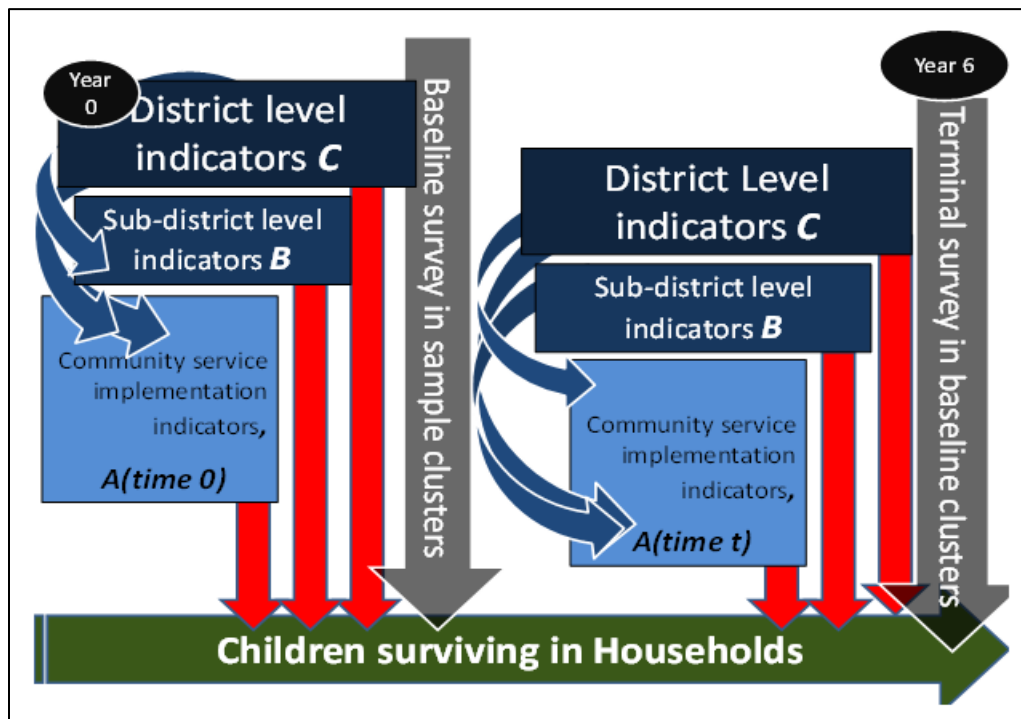 Year
0
District level
indicators C
Sub-district level
indicators B
Community service
implementation
indicators,
A(time 0)
Baseline survey in sample clusters
Year 6
District Level
indicators C
Sub-district level
indicators B
Community service
implementation
indicators,
A(time t)
Terminal survey in baseline clusters
Children surviving in Households